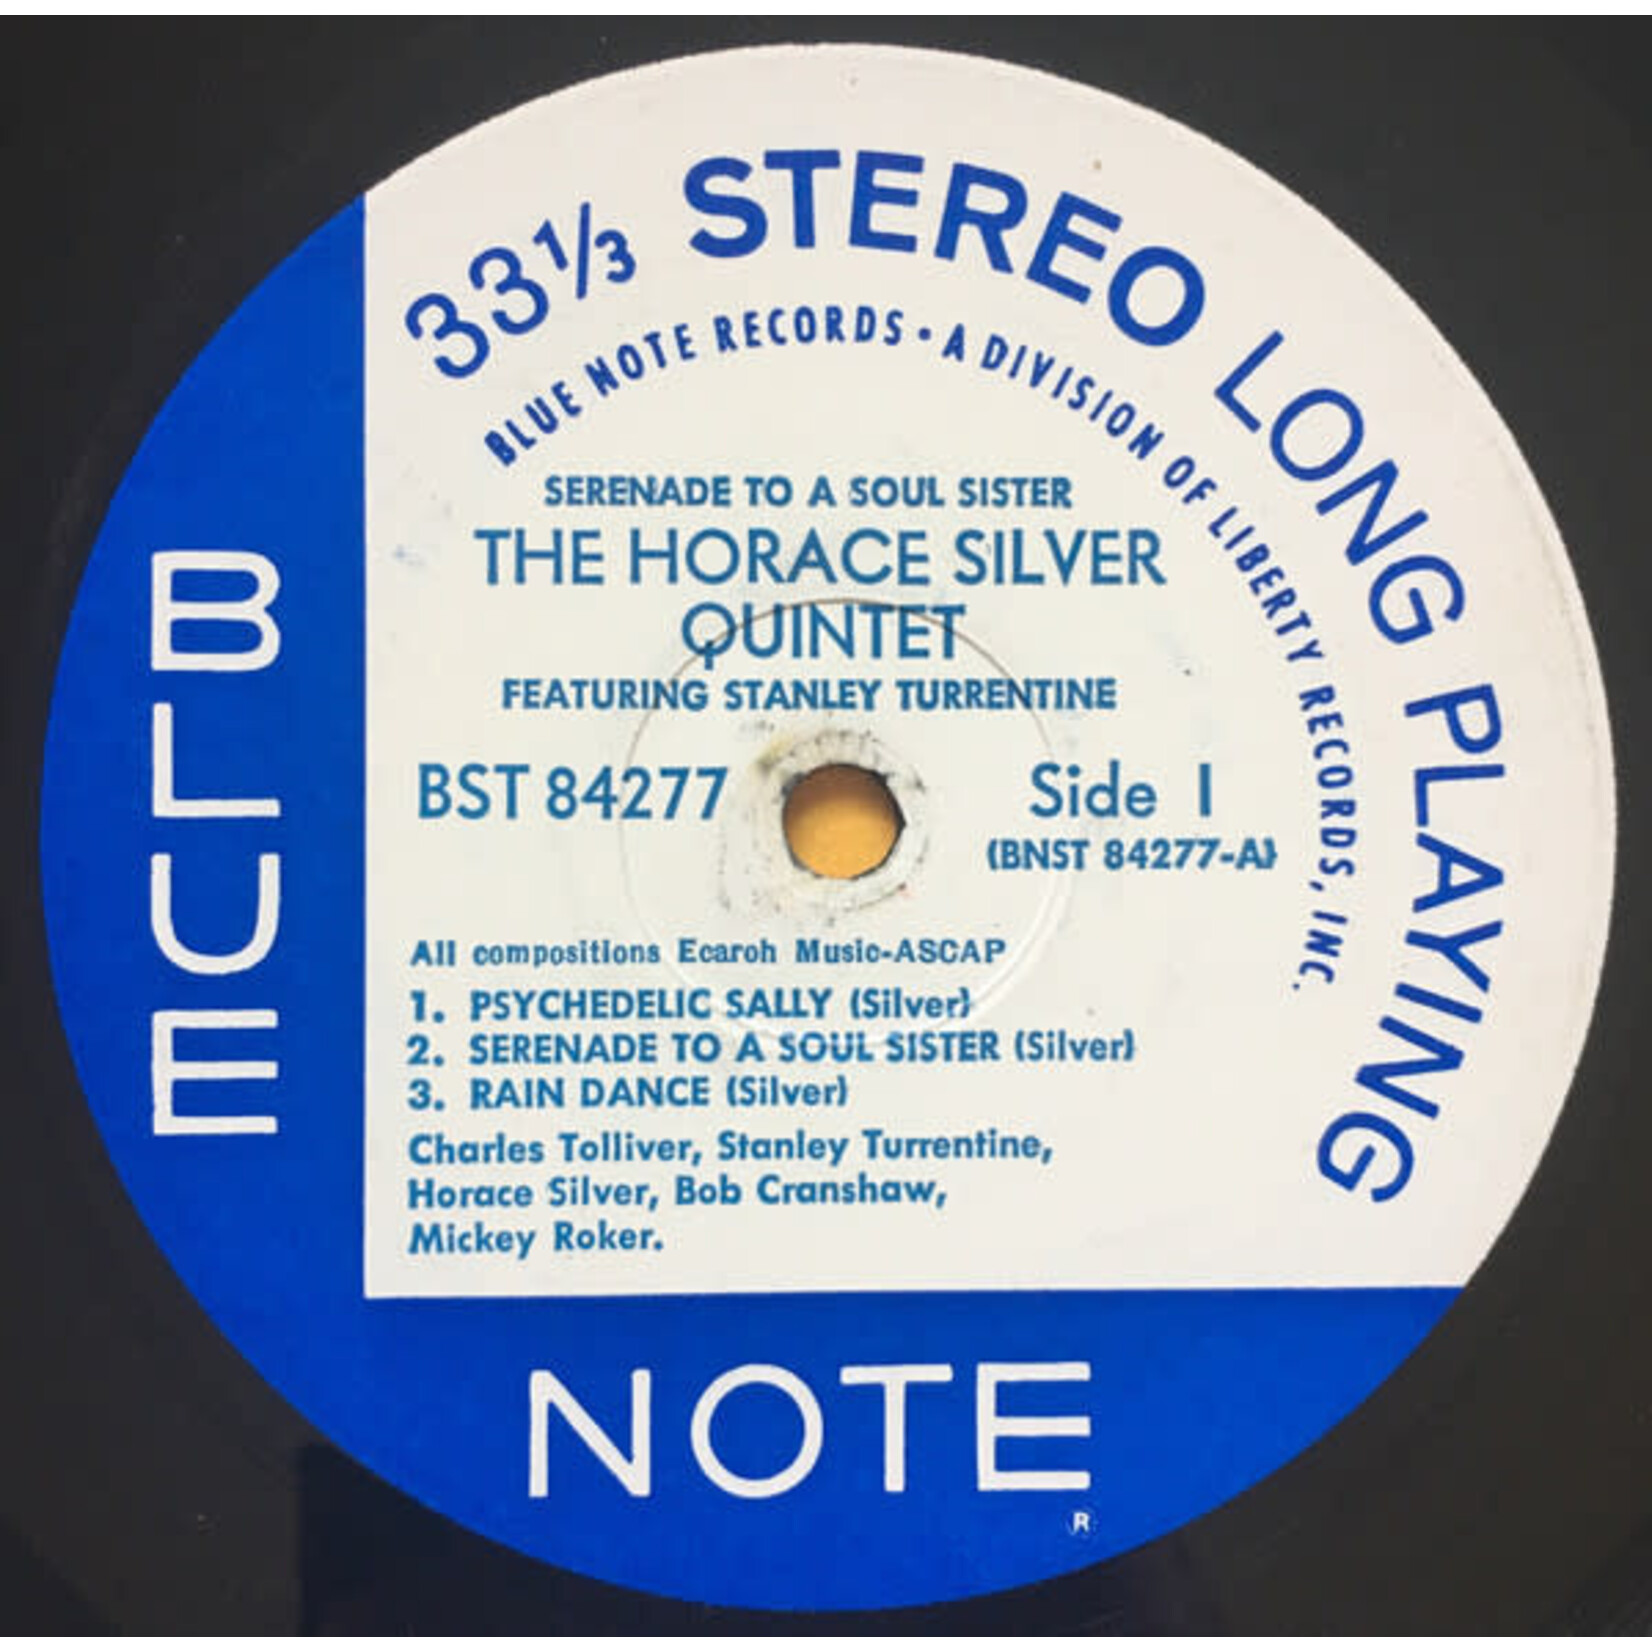 33⅓ STEREO LONG PLAYING
BLUE NOTE RECORDS • A DIVISION OF LIBERTY RECORDS, INC.
SERENADE TO A SOUL SISTER
THE HORACE SILVER
QUINTET
FEATURING STANLEY TURRENTINE
BST 84277
Side 1
(BNST 84277-A)
All compositions Ecaroh Music-ASCAP
1. PSYCHEDELIC SALLY (Silver)
2. SERENADE TO A SOUL SISTER (Silver)
3. RAIN DANCE (Silver)
Charles Tolliver, Stanley Turrentine,
Horace Silver, Bob Cranshaw,
Mickey Roker.
BLUE
NOTE
®